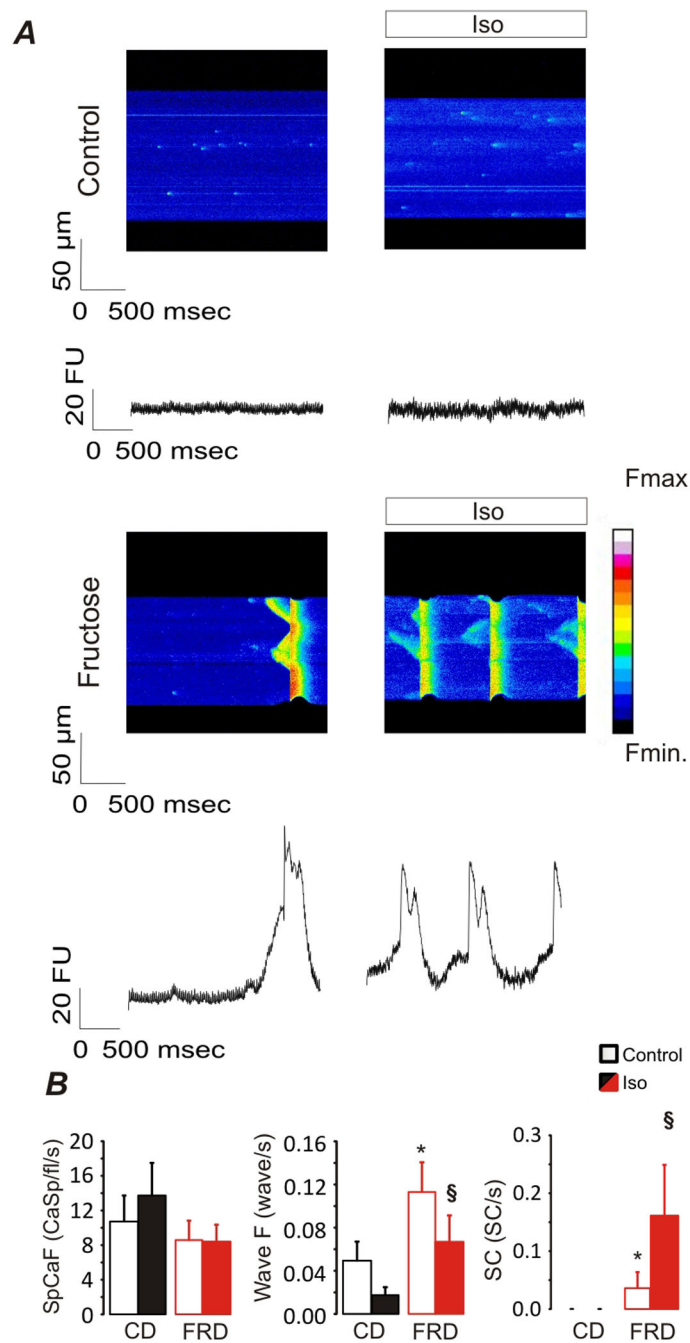 A
Iso
Control
50 µm
0 500 msec
20 FU
0 500 msec
Fmax
Iso
Fructose
50 µm
Fmin.
0 500 msec
20 FU
0 500 msec
B
Control
Iso
SpCaF (CaSp/fl/s)
20
16
12
8
4
0
CD FRD
Wave F (wave/s)
0.16
0.12
0.08
0.04
0.00
*
§
CD FRD
SC (SC/s)
0.3
0.2
0.1
0.0
*
§
CD FRD